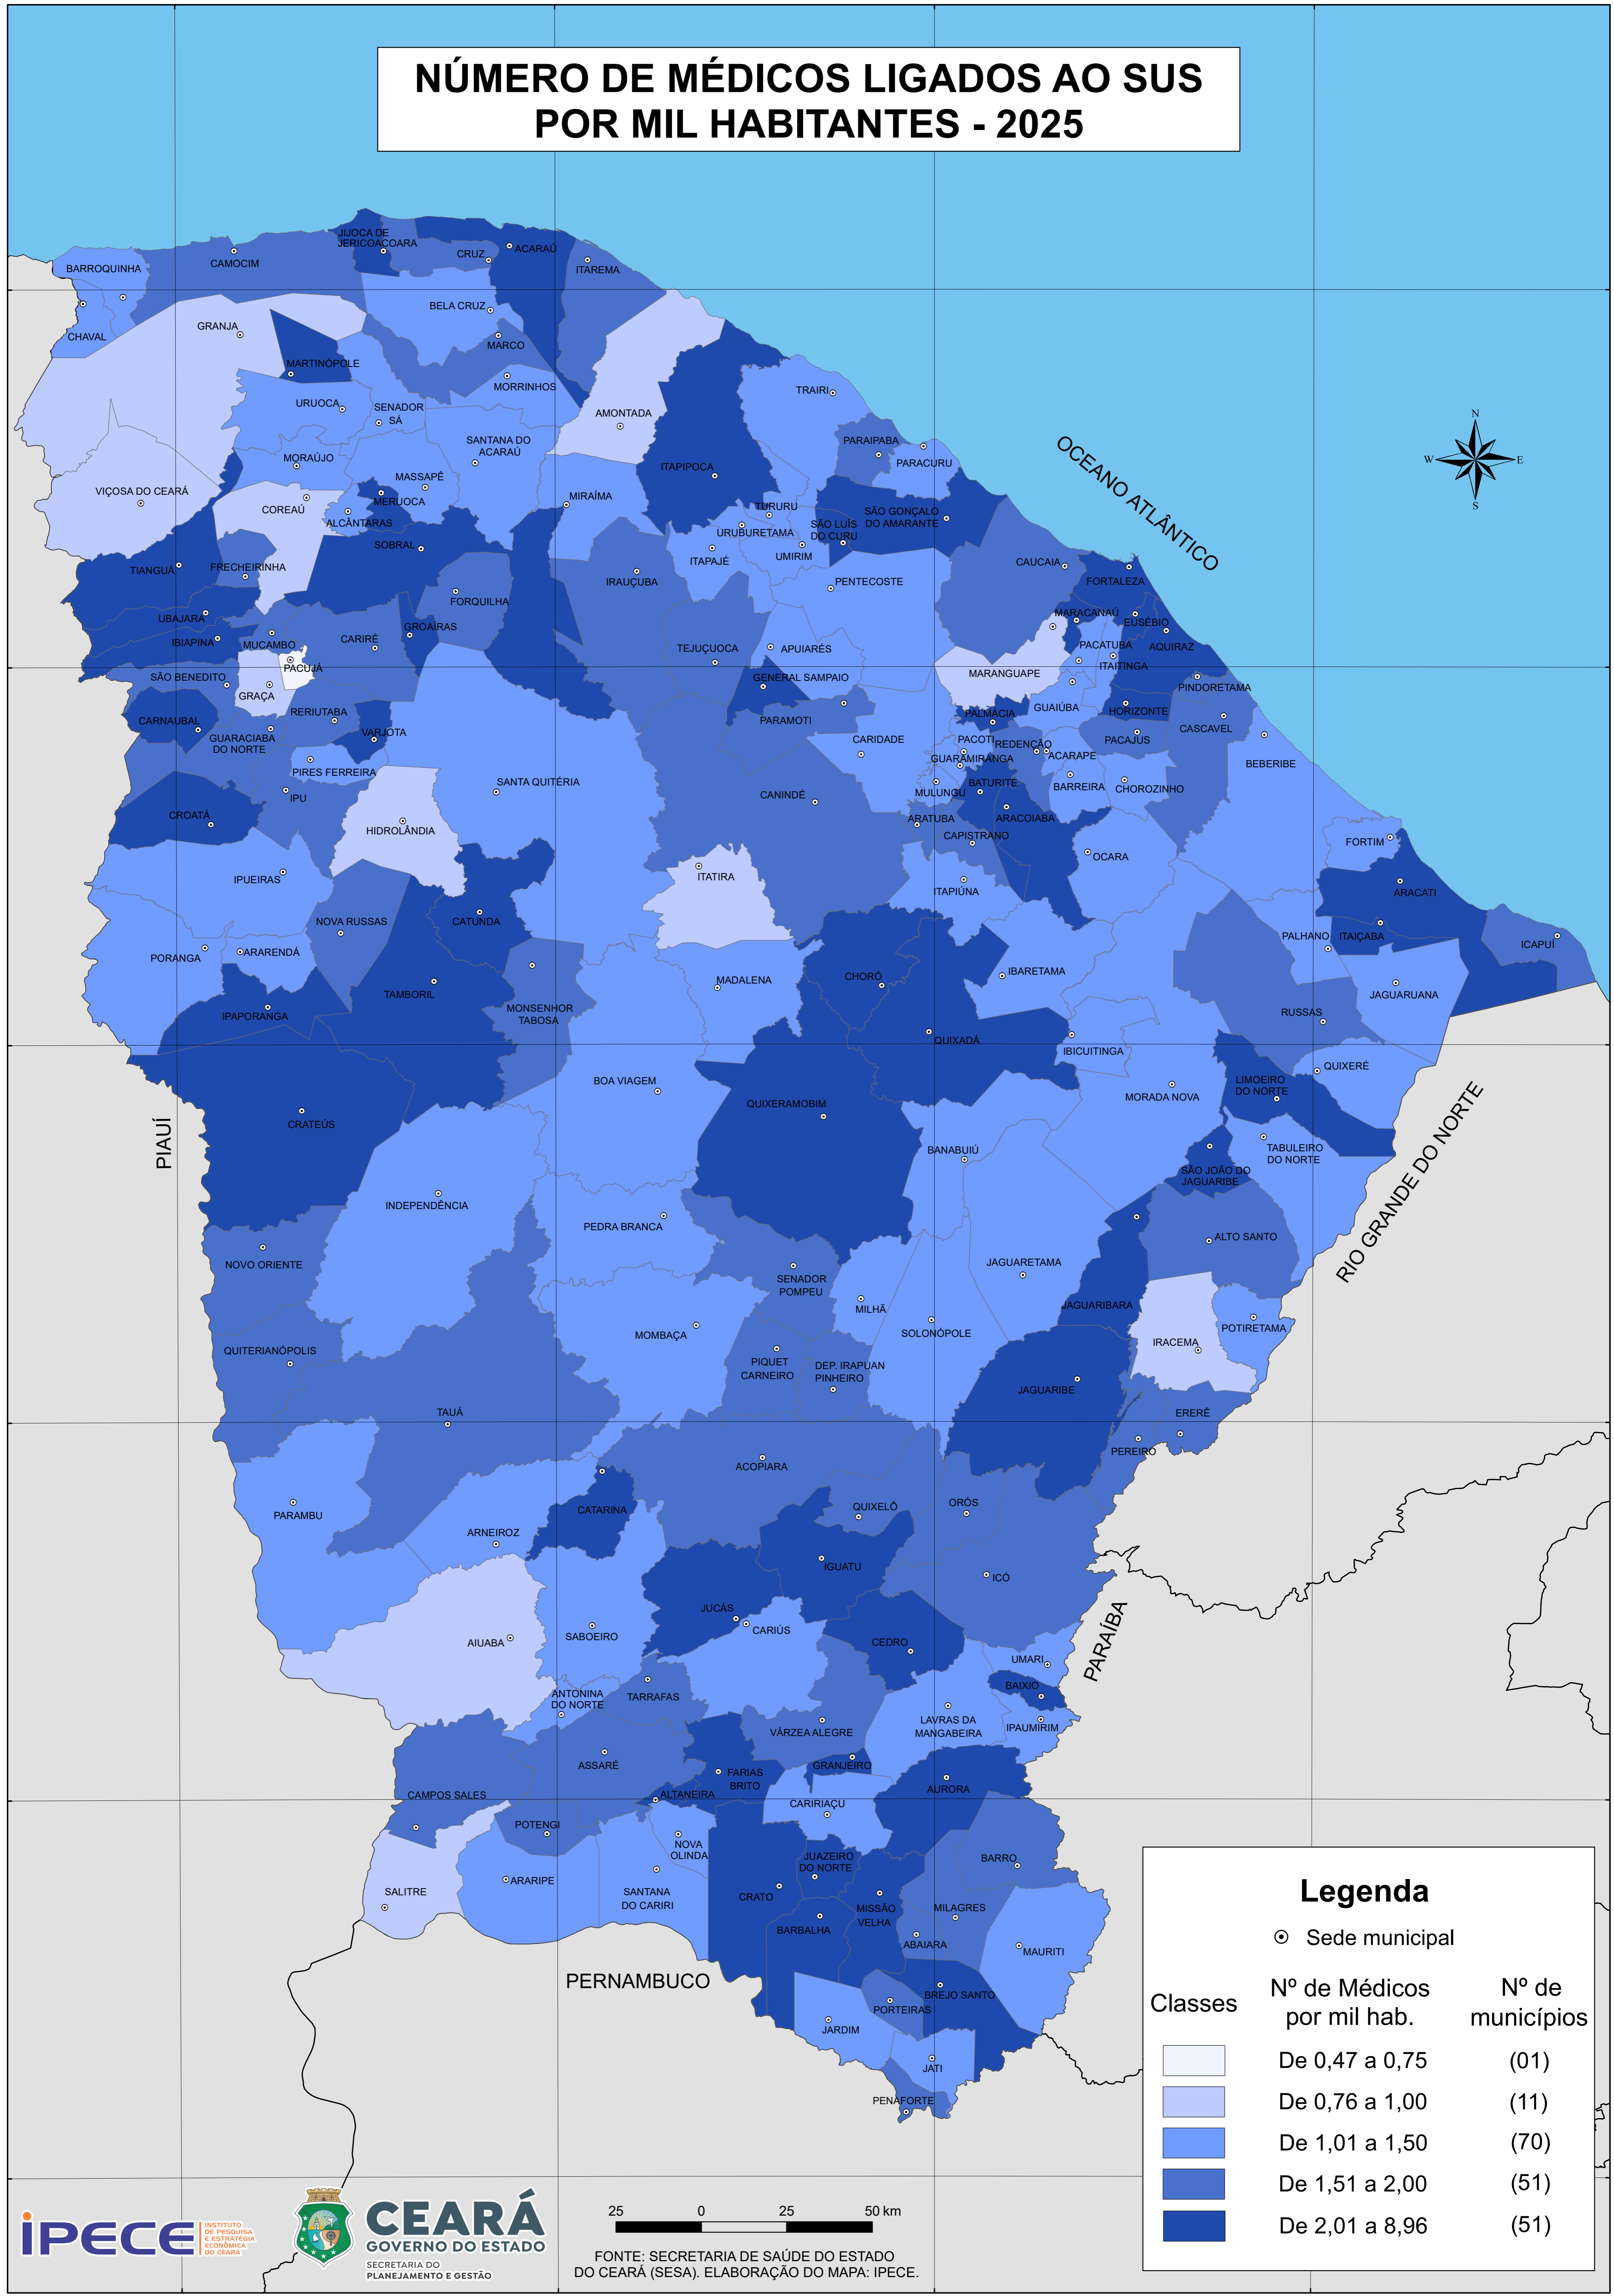 NÚMERO DE MÉDICOS LIGADOS AO SUS
POR MIL HABITANTES - 2025
JIJOCA DE
JERICOACOARA
CRUZ
ACARAÚ
ITAREMA
BARROQUINHA
CAMOCIM
BELA CRUZ
CHAVAL
GRANJA
MARCO
MARTINÓPOLE
MORRINHOS
URUOCA
SENADOR
SÁ
AMONTADA
TRAIRI
N
W
E
S
OCEANO ATLÂNTICO
SANTANA DO
ACARAÚ
PARAIPABA
PARACURU
MORAÚJO
MASSAPÊ
ITAPIPOCA
VIÇOSA DO CEARÁ
MERUOCA
MIRAÍMA
COREAÚ
ALCÂNTARAS
TURURU
SÃO GONÇALO
DO AMARANTE
URUBURETAMA
SÃO LUÍS
DO CURU
SOBRAL
UMIRIM
ITAPAJÉ
CAUCAIA
TIANGUÁ
FRECHEIRINHA
IRAUÇUBA
PENTECOSTE
FORTALEZA
FORQUILHA
UBAJARA
MARACANAÚ
EUSÉBIO
GROAÍRAS
IBIAPINA
MUCAMBO
CARIRÉ
TEJUÇUOCA
APUIARÉS
PACATUBA
AQUIRAZ
ITAITINGA
PACUJÁ
MARANGUAPE
SÃO BENEDITO
GENERAL SAMPAIO
PINDORETAMA
GRAÇA
GUAIÚBA
HORIZONTE
CARNAUBAL
RERIUTABA
PALMÁCIA
PARAMOTI
CASCAVEL
GUARACIABA
DO NORTE
VARJOTA
CARIDADE
PACOTI
REDENÇÃO
PACAJUS
GUARAMIRANGA
ACARAPE
BEBERIBE
PIRES FERREIRA
SANTA QUITÉRIA
MULUNGU
BATURITÉ
BARREIRA
CHOROZINHO
IPU
CANINDÉ
CROATÁ
ARATUBA
ARACOIABA
HIDROLÂNDIA
CAPISTRANO
FORTIM
OCARA
ITATIRA
IPUEIRAS
ITAPIÚNA
ARACATI
NOVA RUSSAS
CATUNDA
PALHANO
ITAIÇABA
ICAPUÍ
PORANGA
ARARENDÁ
MADALENA
CHORÓ
IBARETAMA
TAMBORIL
JAGUARUANA
MONSENHOR
TABOSA
IPAPORANGA
RUSSAS
QUIXADÁ
IBICUITINGA
QUIXERÉ
BOA VIAGEM
LIMOEIRO
DO NORTE
MORADA NOVA
QUIXERAMOBIM
CRATEÚS
PIAUÍ
BANABUIÚ
TABULEIRO
DO NORTE
SÃO JOÃO DO
JAGUARIBE
RIO GRANDE DO NORTE
INDEPENDÊNCIA
PEDRA BRANCA
ALTO SANTO
NOVO ORIENTE
JAGUARETAMA
SENADOR
POMPEU
MILHÃ
JAGUARIBARA
POTIRETAMA
SOLONÓPOLE
MOMBAÇA
IRACEMA
QUITERIANÓPOLIS
PIQUET
CARNEIRO
DEP. IRAPUAN
PINHEIRO
JAGUARIBE
TAUÁ
ERERÊ
PEREIRO
ACOPIARA
QUIXELÔ
ORÓS
CATARINA
PARAMBU
ARNEIROZ
IGUATU
ICÓ
JUCÁS
CARIÚS
SABOEIRO
AIUABA
CEDRO
PARAÍBA
UMARI
BAIXIO
ANTONINA
DO NORTE
TARRAFAS
LAVRAS DA
MANGABEIRA
IPAUMIRIM
VÁRZEA ALEGRE
ASSARÉ
FARIAS
BRITO
GRANJEIRO
AURORA
CAMPOS SALES
ALTANEIRA
CARIRIAÇU
POTENGI
NOVA
OLINDA
JUAZEIRO
DO NORTE
BARRO
ARARIPE
SALITRE
SANTANA
DO CARIRI
CRATO
MISSÃO
VELHA
MILAGRES
BARBALHA
ABAIARA
MAURITI
PERNAMBUCO
BREJO SANTO
PORTEIRAS
JARDIM
JATI
PENAFORTE
Legenda
Sede municipal
Classes
Nº de Médicos
por mil hab.
Nº de
municípios
De 0,47 a 0,75 (01)
De 0,76 a 1,00 (11)
De 1,01 a 1,50 (70)
De 1,51 a 2,00 (51)
De 2,01 a 8,96 (51)
IPECE
INSTITUTO
DE PESQUISA
E ESTRATÉGIA
ECONÔMICA
DO CEARÁ
CEARÁ
GOVERNO DO ESTADO
SECRETARIA DO
PLANEJAMENTO E GESTÃO
25 0 25 50 km
FONTE: SECRETARIA DE SAÚDE DO ESTADO
DO CEARÁ (SESA). ELABORAÇÃO DO MAPA: IPECE.